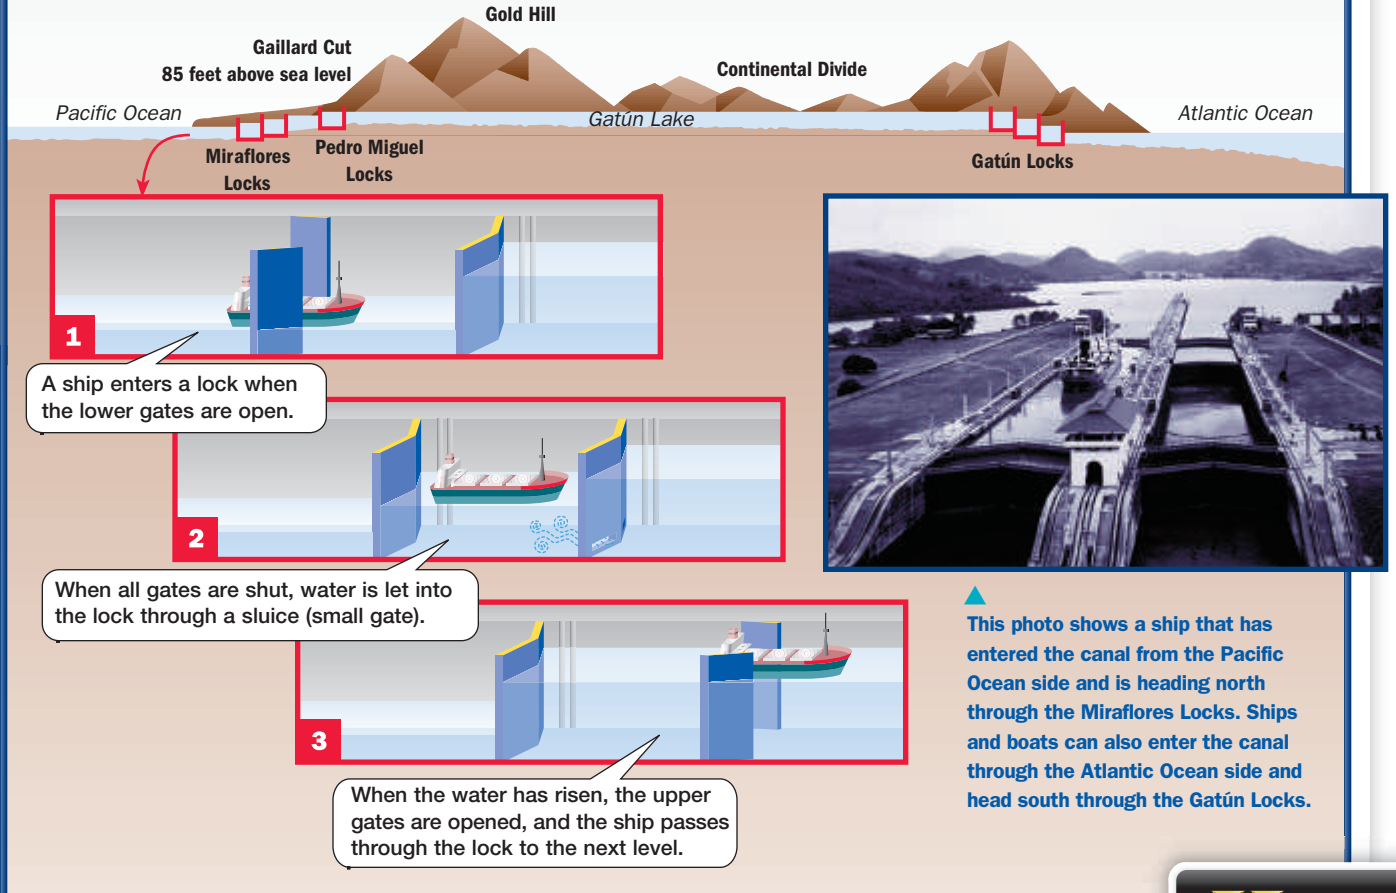 Gold Hill
Gaillard Cut
85 feet above sea level
Continental Divide
Pacific Ocean
Gatún Lake
Atlantic Ocean
Miraflores
Locks
Pedro Miguel
Locks
Gatún Locks
1
A ship enters a lock when
the lower gates are open.
2
When all gates are shut, water is let into
the lock through a sluice (small gate).
3
When the water has risen, the upper
gates are opened, and the ship passes
through the lock to the next level.
This photo shows a ship that has
entered the canal from the Pacific
Ocean side and is heading north
through the Miraflores Locks. Ships
and boats can also enter the canal
through the Atlantic Ocean side and
head south through the Gatún Locks.